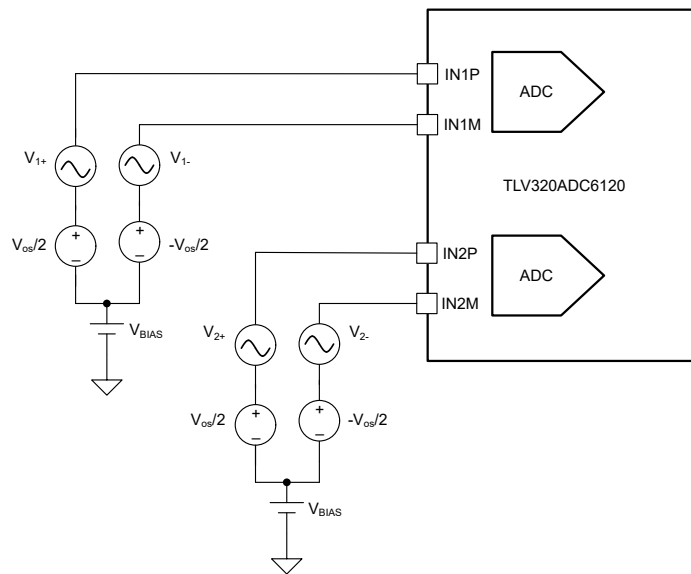 IN1P
ADC
IN1M
V1+
V1-
TLV320ADC6120
Vos/2
+
−
+
−
-Vos/2
IN2P
ADC
IN2M
VBIAS
V2+
V2-
Vos/2
+
−
+
−
-Vos/2
VBIAS